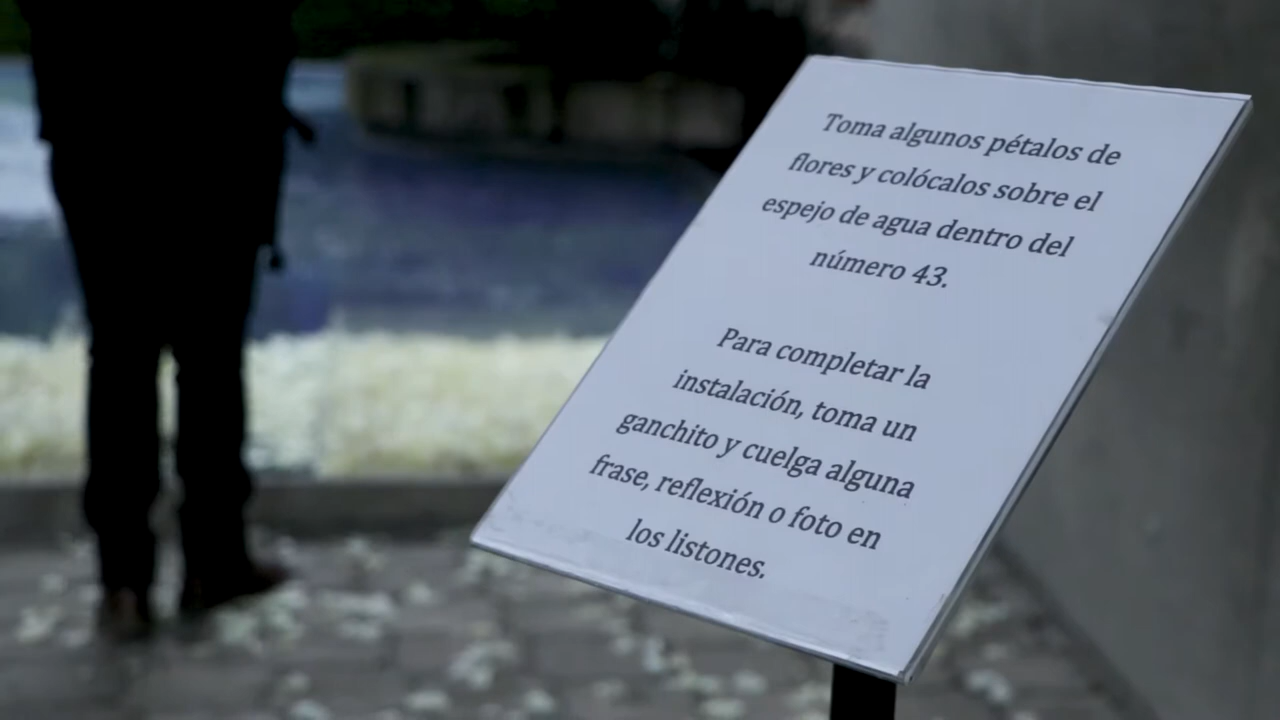 Toma algunos pétalos de
flores y colócalos sobre el
espejo de agua dentro del
número 43.
Para completar la
instalación, toma un
ganchito y cuelga alguna
frase, reflexión o foto en
los listones.